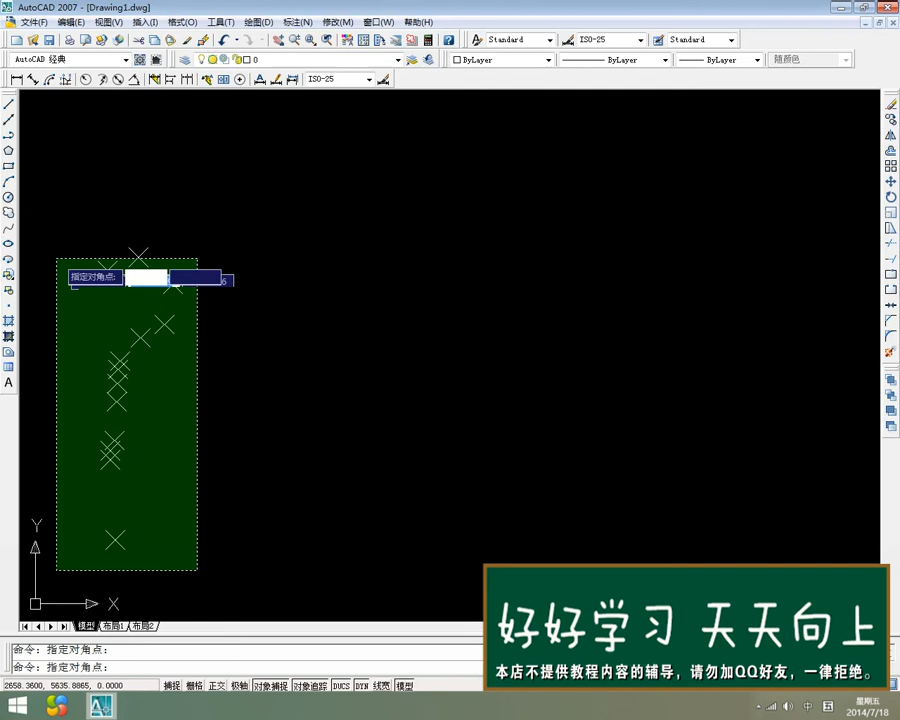 AutoCAD 2007 - [Drawing1.dwg]
文件(F) 编辑(E) 视图(V) 插入(I) 格式(O) 工具(T) 绘图(D) 标注(N) 修改(M) 窗口(W) 帮助(H)
Standard ISO-25 Standard
AutoCAD 经典 0 ByLayer ByLayer ByLayer 随颜色
ISO-25
A
指定对角点:
6
Y
X
模型 布局1 布局2
命令: 指定对角点:
命令: 指定对角点:
2658.3600, 5635.8865, 0.0000 捕捉 栅格 正交 极轴 对象捕捉 对象追踪 DUCS DYN 线宽 模型
好好学习 天天向上
本店不提供教程内容的辅导，请勿加QQ好友，一律拒绝。
中 五
星期五
2014/7/18